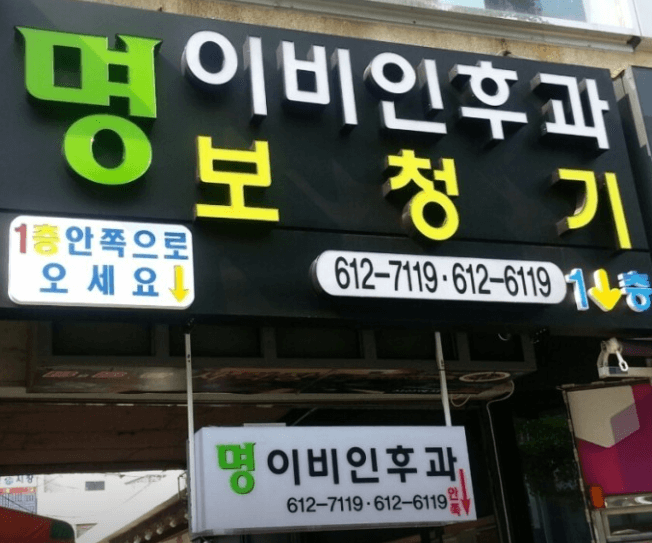 명 이비인후과
보청기
1층 안쪽으로
오세요↓
612-7119·612-6119
1↓층
명 이비인후과
612-7119·612-6119
안쪽